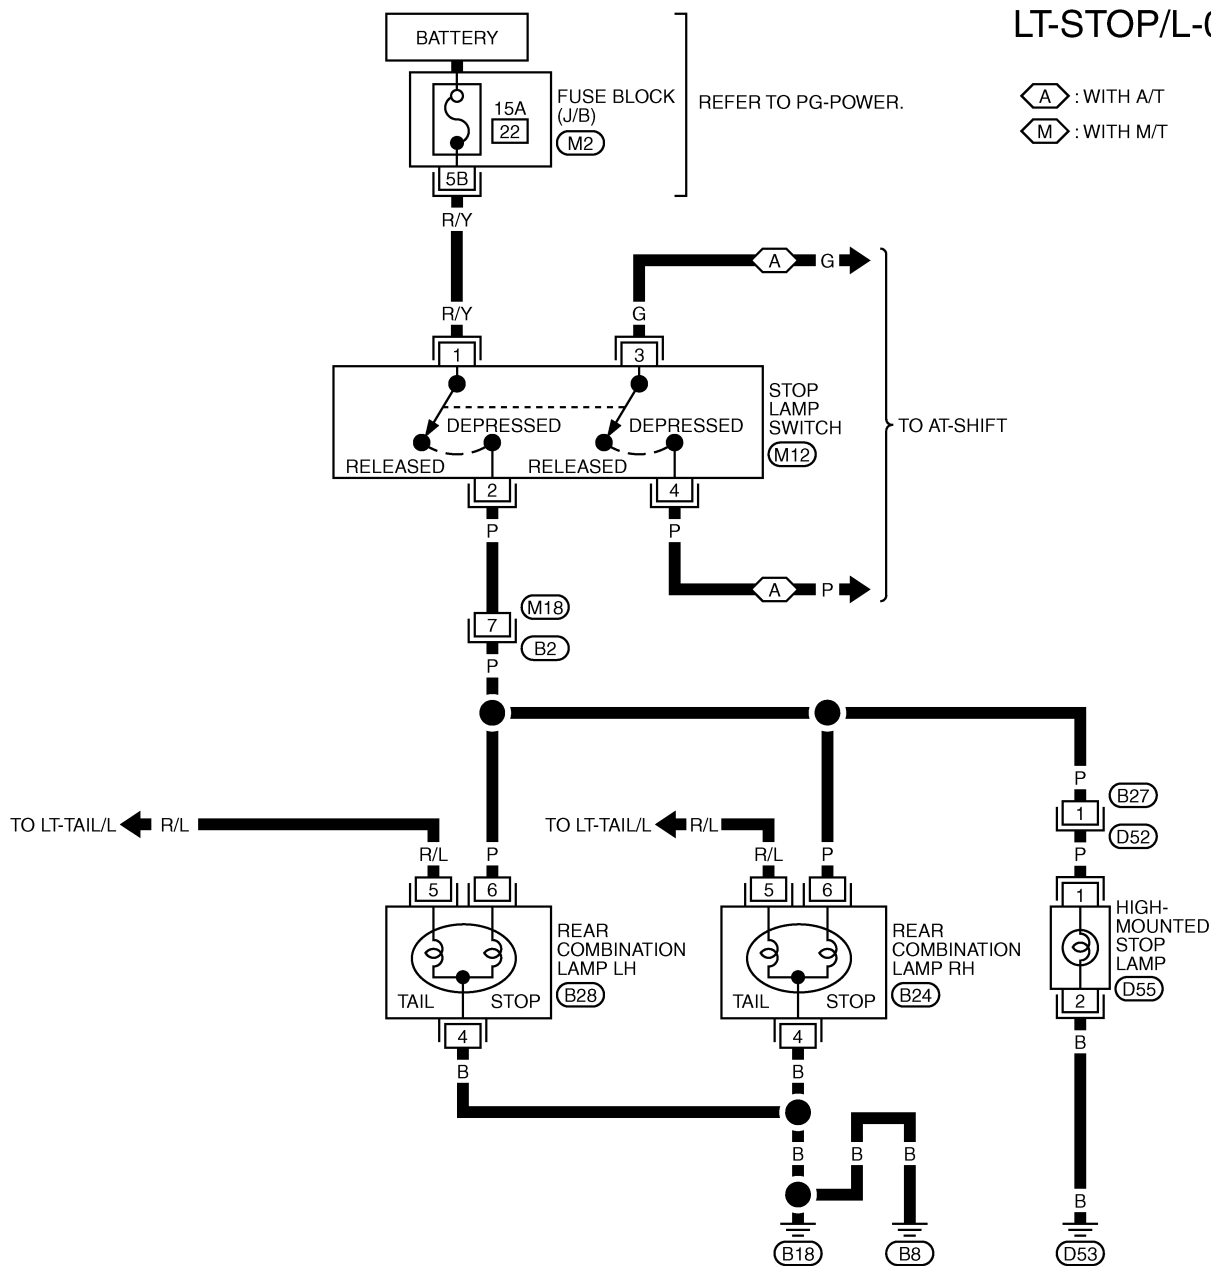 LT-STOP/L-0
BATTERY
FUSE BLOCK
(J/B)
15A
22
M2
REFER TO PG-POWER.
A : WITH A/T
M : WITH M/T
5B
R/Y
A G
R/Y G
1 3
STOP
LAMP
SWITCH
DEPRESSED DEPRESSED
TO AT-SHIFT
M12
RELEASED RELEASED
2 4
P P
A P
M18
7
B2
P
P
B27
1
TO LT-TAIL/L R/L TO LT-TAIL/L R/L
D52
R/L P R/L P P
5 6 5 6 1
HIGH-
MOUNTED
STOP
LAMP
REAR
COMBINATION
LAMP LH
REAR
COMBINATION
LAMP RH
D55
B28 B24
TAIL STOP TAIL STOP 2
4 4
B
B B
B B B
B
B18 B8 D53